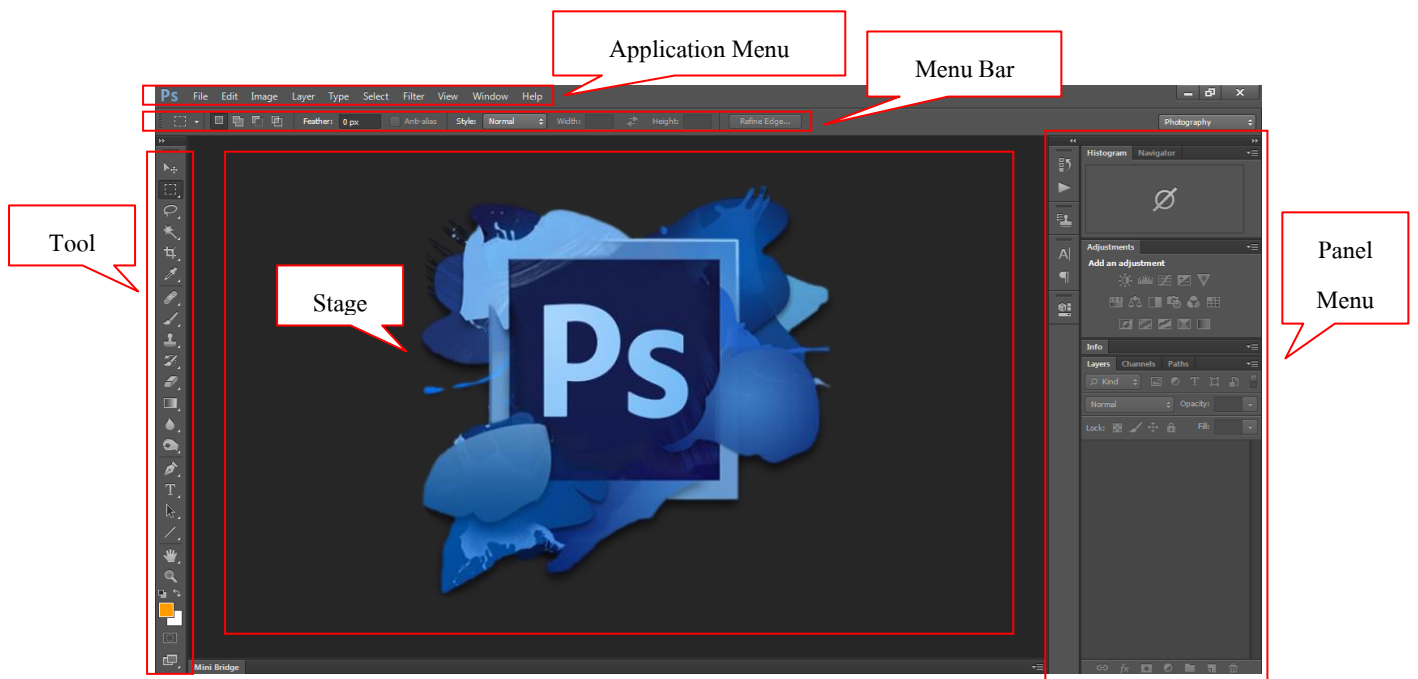 Application Menu
Menu Bar
Ps File Edit Image Layer Type Select Filter View Window Help
Feather: 0 px Anti-alias Style: Normal Width: Height: Refine Edge... Photography
Tool
Stage
Ps
Histogram Navigator
Adjustments
Add an adjustment
Info
Layers Channels Paths
Kind
Normal Opacity:
Lock: Fill:
Panel
Menu
Mini Bridge